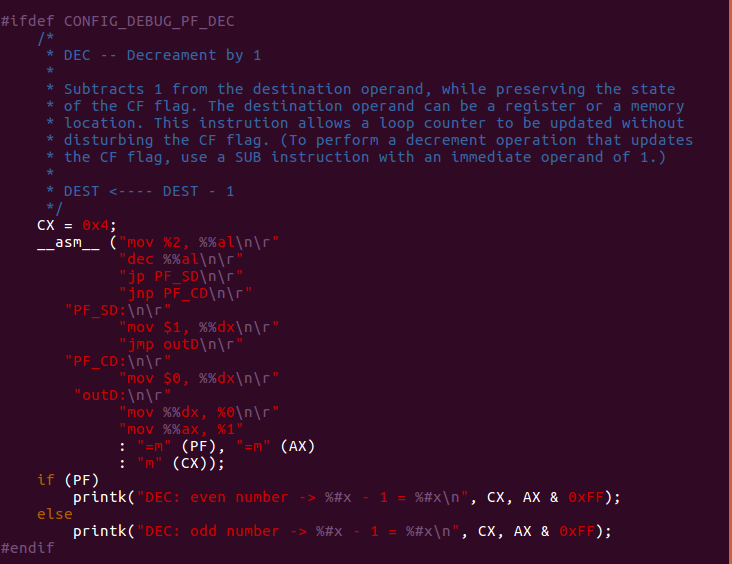 #ifdef CONFIG_DEBUG_PF_DEC
    /*
     * DEC -- Decreament by 1
     *
     * Subtracts 1 from the destination operand, while preserving the state
     * of the CF flag. The destination operand can be a register or a memory
     * location. This instrution allows a loop counter to be updated without
     * disturbing the CF flag. (To perform a decrement operation that updates
     * the CF flag, use a SUB instruction with an immediate operand of 1.)
     *
     * DEST <---- DEST - 1
     */
    CX = 0x4;
    __asm__ ("mov %2, %%al\n\r"
             "dec %%al\n\r"
             "jp PF_SD\n\r"
             "jnp PF_CD\n\r"
       "PF_SD:\n\r"
             "mov $1, %%dx\n\r"
             "jmp outD\n\r"
       "PF_CD:\n\r"
             "mov $0, %%dx\n\r"
        "outD:\n\r"
             "mov %%dx, %0\n\r"
             "mov %%ax, %1"
             : "=m" (PF), "=m" (AX)
             : "m" (CX));
    if (PF)
        printk("DEC: even number -> %#x - 1 = %#x\n", CX, AX & 0xFF);
    else
        printk("DEC: odd number -> %#x - 1 = %#x\n", CX, AX & 0xFF);
#endif